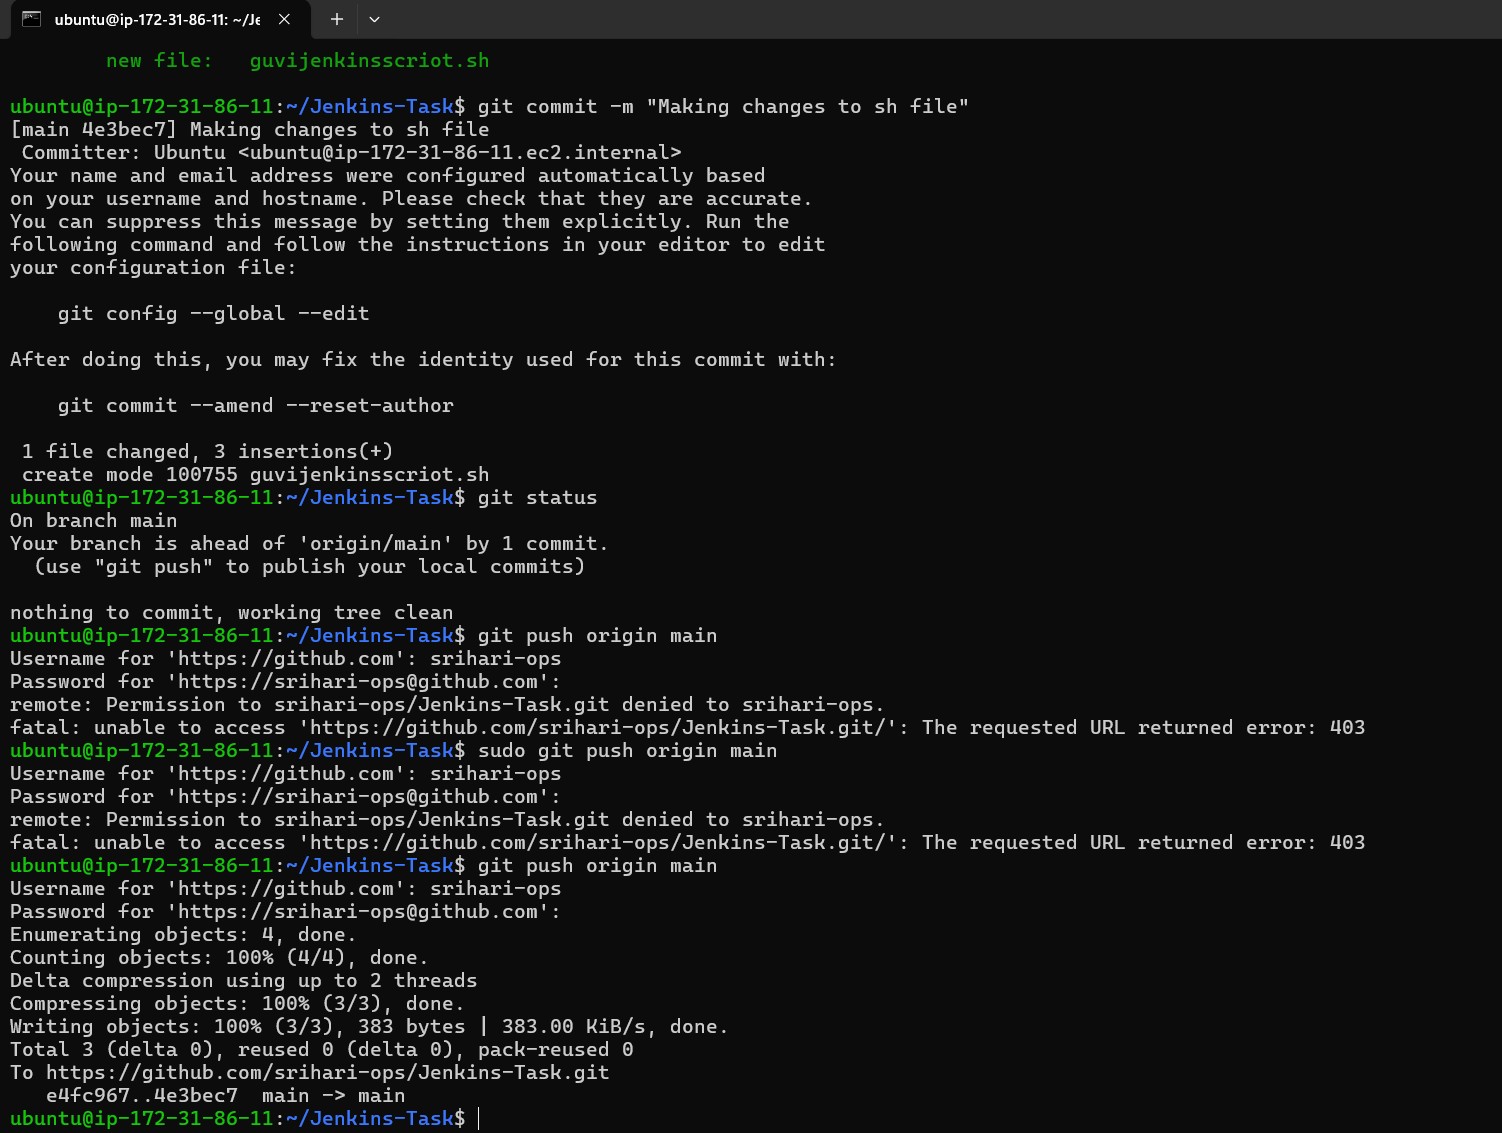 ubuntu@ip-172-31-86-11: ~/Je
new file:   guvijenkinsscriot.sh
ubuntu@ip-172-31-86-11:~/Jenkins-Task$ git commit -m "Making changes to sh file"
[main 4e3bec7] Making changes to sh file
 Committer: Ubuntu <ubuntu@ip-172-31-86-11.ec2.internal>
Your name and email address were configured automatically based
on your username and hostname. Please check that they are accurate.
You can suppress this message by setting them explicitly. Run the
following command and follow the instructions in your editor to edit
your configuration file:
    git config --global --edit
After doing this, you may fix the identity used for this commit with:
    git commit --amend --reset-author
 1 file changed, 3 insertions(+)
 create mode 100755 guvijenkinsscriot.sh
ubuntu@ip-172-31-86-11:~/Jenkins-Task$ git status
On branch main
Your branch is ahead of 'origin/main' by 1 commit.
  (use "git push" to publish your local commits)
nothing to commit, working tree clean
ubuntu@ip-172-31-86-11:~/Jenkins-Task$ git push origin main
Username for 'https://github.com': srihari-ops
Password for 'https://srihari-ops@github.com':
remote: Permission to srihari-ops/Jenkins-Task.git denied to srihari-ops.
fatal: unable to access 'https://github.com/srihari-ops/Jenkins-Task.git/': The requested URL returned error: 403
ubuntu@ip-172-31-86-11:~/Jenkins-Task$ sudo git push origin main
Username for 'https://github.com': srihari-ops
Password for 'https://srihari-ops@github.com':
remote: Permission to srihari-ops/Jenkins-Task.git denied to srihari-ops.
fatal: unable to access 'https://github.com/srihari-ops/Jenkins-Task.git/': The requested URL returned error: 403
ubuntu@ip-172-31-86-11:~/Jenkins-Task$ git push origin main
Username for 'https://github.com': srihari-ops
Password for 'https://srihari-ops@github.com':
Enumerating objects: 4, done.
Counting objects: 100% (4/4), done.
Delta compression using up to 2 threads
Compressing objects: 100% (3/3), done.
Writing objects: 100% (3/3), 383 bytes | 383.00 KiB/s, done.
Total 3 (delta 0), reused 0 (delta 0), pack-reused 0
To https://github.com/srihari-ops/Jenkins-Task.git
   e4fc967..4e3bec7  main -> main
ubuntu@ip-172-31-86-11:~/Jenkins-Task$